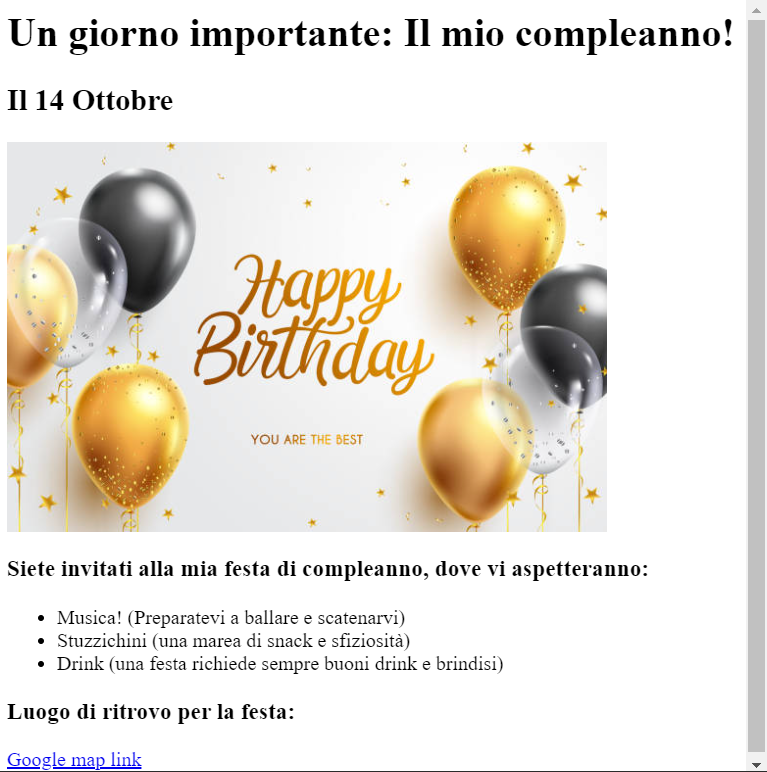 Un giorno importante: Il mio compleanno!
Il 14 Ottobre
Happy
Birthday
YOU ARE THE BEST
Siete invitati alla mia festa di compleanno, dove vi aspetteranno:
Musica! (Preparatevi a ballare e scatenarvi)
Stuzzichini (una marea di snack e sfiziosità)
Drink (una festa richiede sempre buoni drink e brindisi)
Luogo di ritrovo per la festa:
Google map link